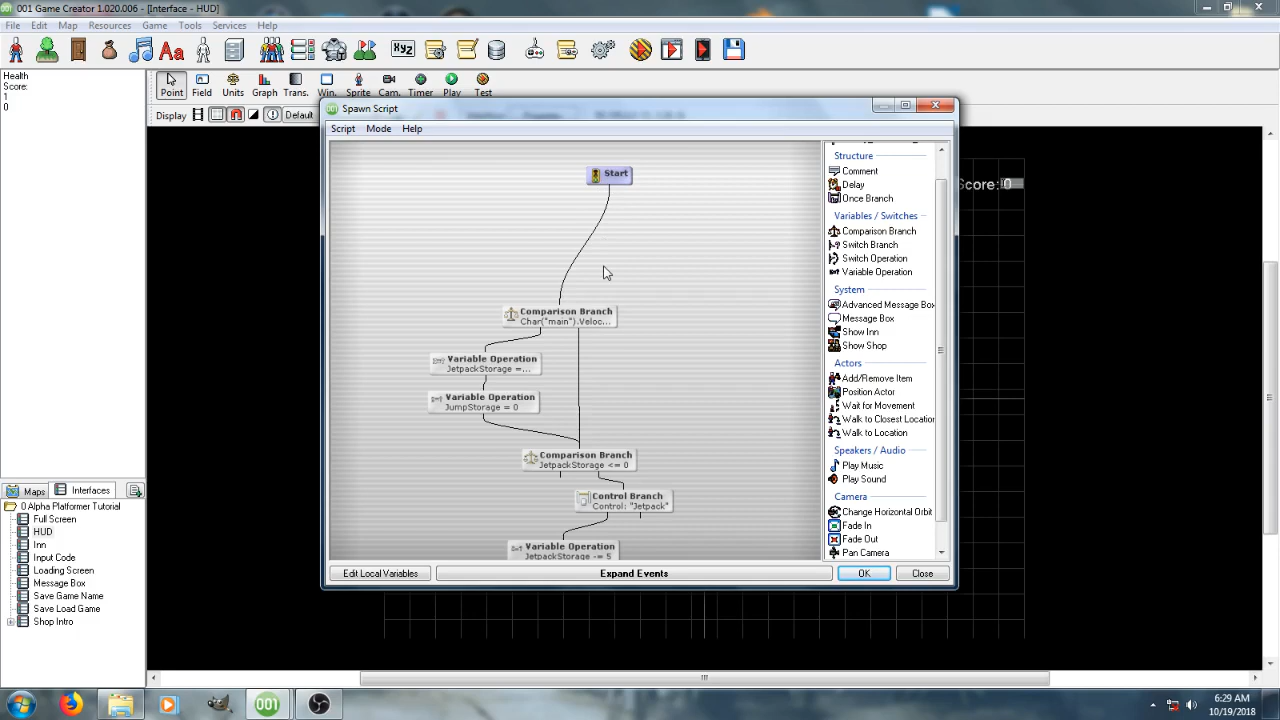 001 Game Creator 1.020.006 - [Interface - HUD]
File Edit Map Resources Game Tools Services Help
Aa
Xyz
Point Field Units Graph Trans. Win. Sprite Cam. Timer Play Test
Display Default
Health
Score:
1
0
Score: 0
Spawn Script
Script Mode Help
Start
Comparison Branch
Char("main").Veloc...
Variable Operation
JetpackStorage =...
Variable Operation
JumpStorage = 0
Comparison Branch
JetpackStorage <= 0
Control Branch
Control: "Jetpack"
Variable Operation
JetpackStorage -= 5
Structure
Comment
Delay
Once Branch
Variables / Switches
Comparison Branch
Switch Branch
Switch Operation
Variable Operation
System
Advanced Message Box
Message Box
Show Inn
Show Shop
Actors
Add/Remove Item
Position Actor
Wait for Movement
Walk to Closest Location
Walk to Location
Speakers / Audio
Play Music
Play Sound
Camera
Change Horizontal Orbit
Fade In
Fade Out
Pan Camera
Edit Local Variables Expand Events OK Close
Maps Interfaces
0 Alpha Platformer Tutorial
Full Screen
HUD
Inn
Input Code
Loading Screen
Message Box
Save Game Name
Save Load Game
Shop Intro
001
6:29 AM
10/19/2018